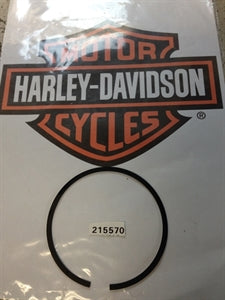 MOTOR
HARLEY-DAVIDSON
CYCLES ®
215570